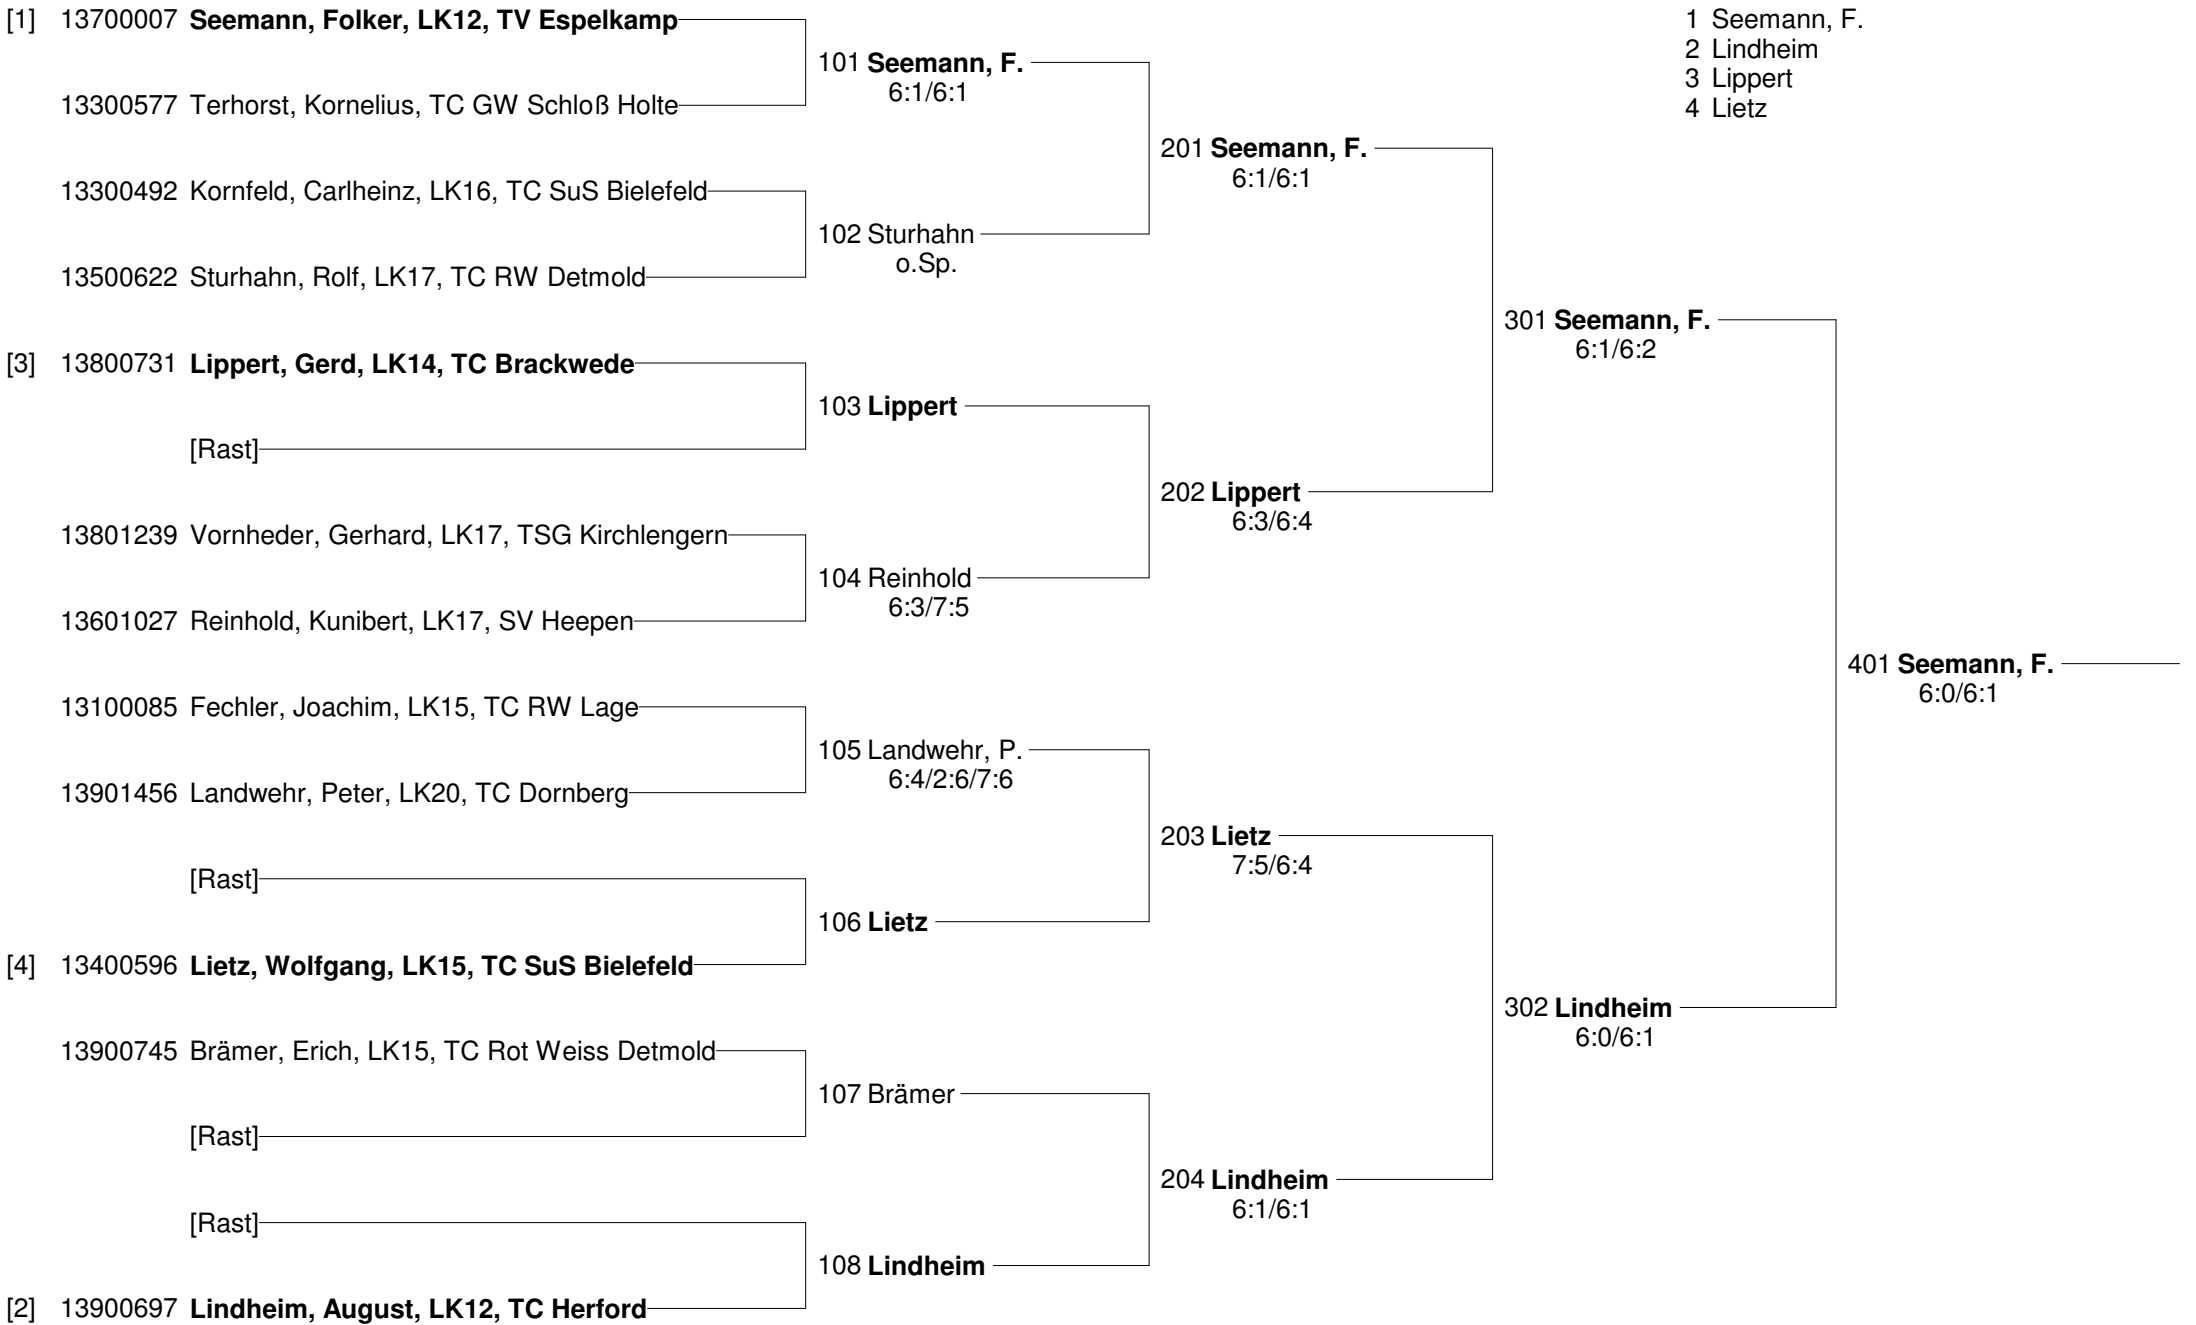 [1] 13700007 Seemann, Folker, LK12, TV Espelkamp
13300577 Terhorst, Kornelius, TC GW Schloß Holte
13300492 Kornfeld, Carlheinz, LK16, TC SuS Bielefeld
13500622 Sturhahn, Rolf, LK17, TC RW Detmold
[3] 13800731 Lippert, Gerd, LK14, TC Brackwede
[Rast]
13801239 Vornheder, Gerhard, LK17, TSG Kirchlengern
13601027 Reinhold, Kunibert, LK17, SV Heepen
13100085 Fechler, Joachim, LK15, TC RW Lage
13901456 Landwehr, Peter, LK20, TC Dornberg
[Rast]
[4] 13400596 Lietz, Wolfgang, LK15, TC SuS Bielefeld
13900745 Brämer, Erich, LK15, TC Rot Weiss Detmold
[Rast]
[Rast]
[2] 13900697 Lindheim, August, LK12, TC Herford
101 Seemann, F.
6:1/6:1
102 Sturhahn
o.Sp.
103 Lippert
104 Reinhold
6:3/7:5
105 Landwehr, P.
6:4/2:6/7:6
106 Lietz
107 Brämer
108 Lindheim
201 Seemann, F.
6:1/6:1
202 Lippert
6:3/6:4
203 Lietz
7:5/6:4
204 Lindheim
6:1/6:1
301 Seemann, F.
6:1/6:2
302 Lindheim
6:0/6:1
401 Seemann, F.
6:0/6:1
1 Seemann, F.
2 Lindheim
3 Lippert
4 Lietz